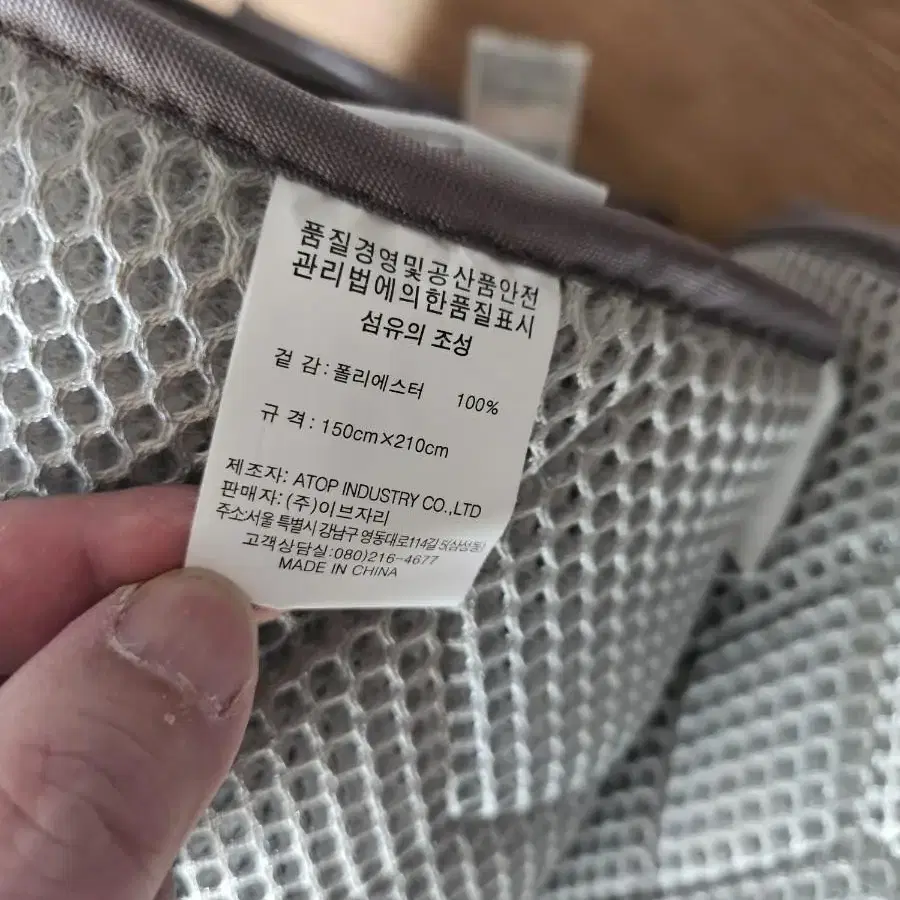 품질경영및공산품안전
관리법에의한품질표시
섬유의 조성
겉 감 : 폴리에스터 100%
규 격 : 150cm×210cm
제조자: ATOP INDUSTRY CO.,LTD
판매자: (주)이브자리
주소:서울 특별시 강남구 영동대로114길 5(삼성동)
고객상담실:080)216-4677
MADE IN CHINA